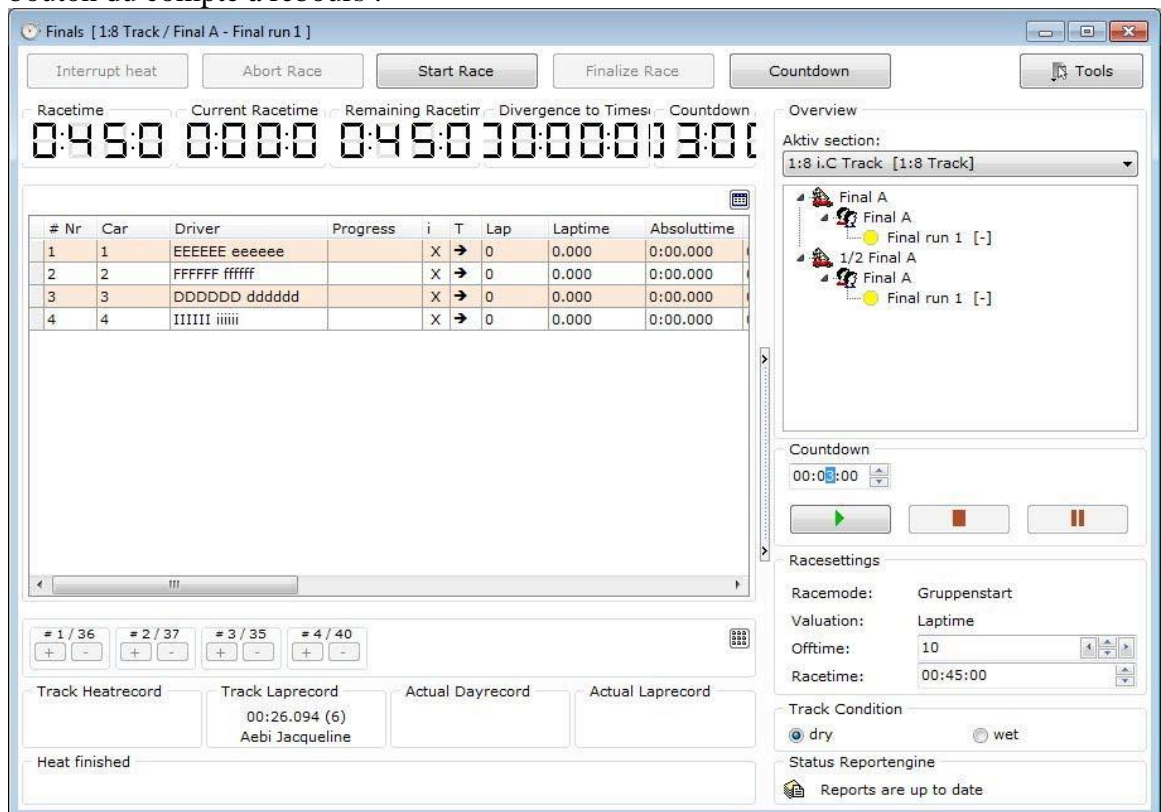 Finals [ 1:8 Track / Final A - Final run 1 ]
Interrupt heat Abort Race Start Race Finalize Race Countdown Tools
Racetime Current Racetime Remaining Racetim Divergence to Times Countdown
0:45:0 0:00:0 0:45:0 00:00:0 3:0
# Nr Car Driver Progress i T Lap Laptime Absoluttime
1 1 EEEEEE eeeeee X ➔ 0 0.000 0:00.000
2 2 FFFFFF ffffff X ➔ 0 0.000 0:00.000
3 3 DDDDDD dddddd X ➔ 0 0.000 0:00.000
4 4 IIIIII iiiiii X ➔ 0 0.000 0:00.000
# 1 / 36 # 2 / 37 # 3 / 35 # 4 / 40
+ - + - + - + -
Track Heatrecord Track Laprecord Actual Dayrecord Actual Laprecord
00:26.094 (6)
Aebi Jacqueline
Heat finished
Overview
Aktiv section:
1:8 i.C Track [1:8 Track]
Final A
Final A
Final run 1 [-]
1/2 Final A
Final A
Final run 1 [-]
Countdown
00:03:00
Racesettings
Racemode: Gruppenstart
Valuation: Laptime
Offtime: 10
Racetime: 00:45:00
Track Condition
dry wet
Status Reportengine
Reports are up to date